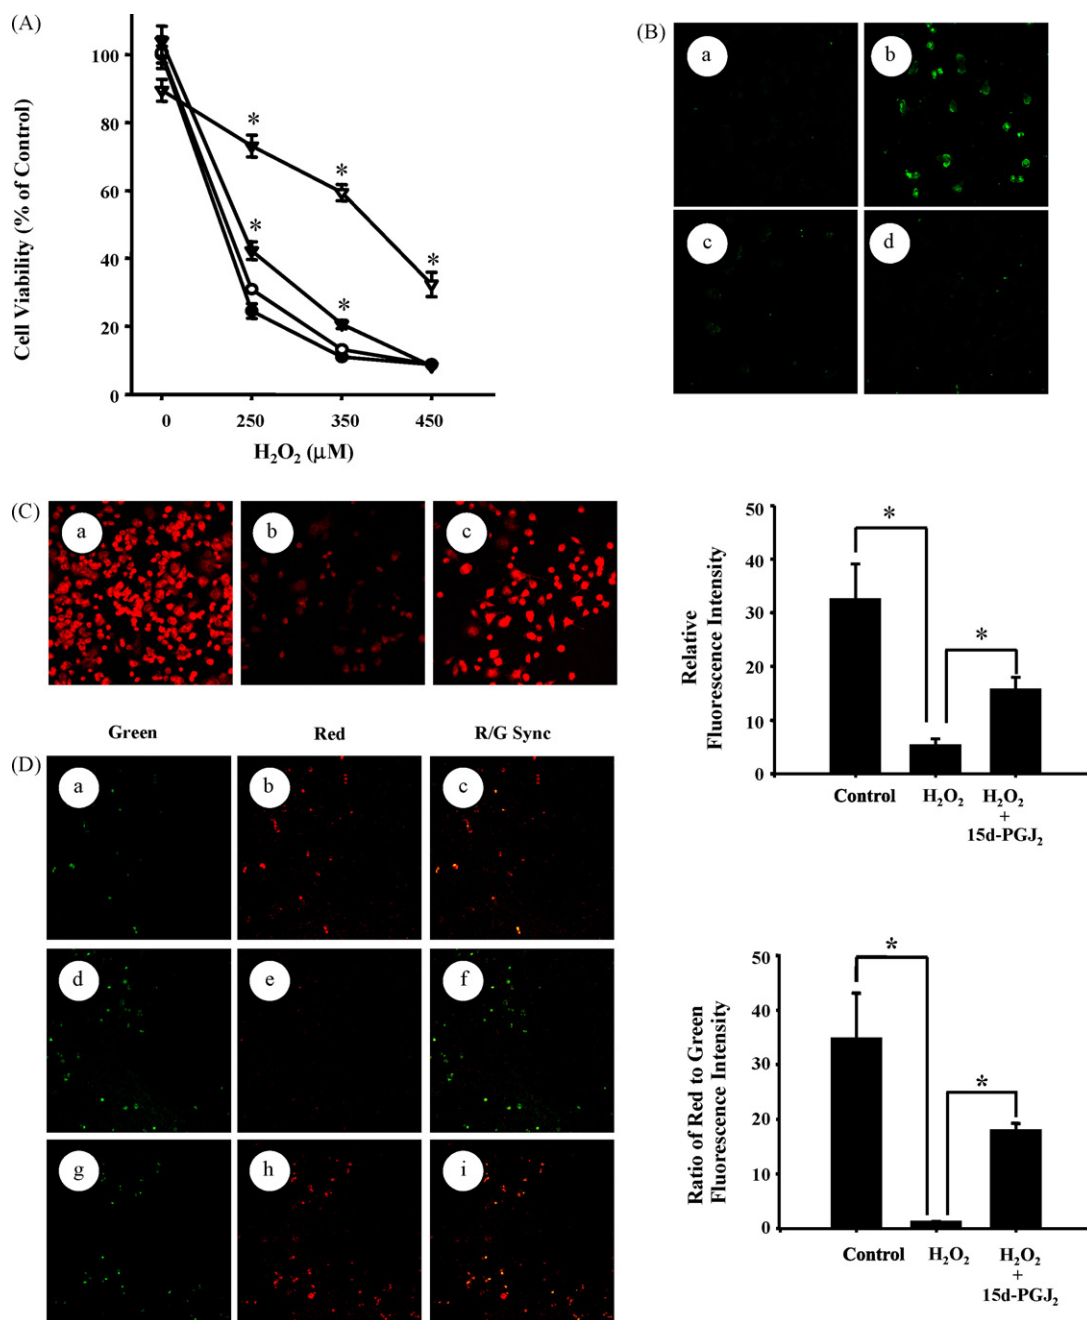 (A)
Cell Viability (% of Control)
100
80
60
40
20
0
*
*
*
*
*
0 250 350 450
H₂O₂ (μM)
(B)
a b
c d
(C)
a b c
Relative
Fluorescence Intensity
50
40
30
20
10
0
*
*
Control H₂O₂ H₂O₂
+
15d-PGJ₂
Green Red R/G Sync
(D)
a b c
d e f
g h i
Ratio of Red to Green
Fluorescence Intensity
50
40
30
20
10
0
*
*
Control H₂O₂ H₂O₂
+
15d-PGJ₂